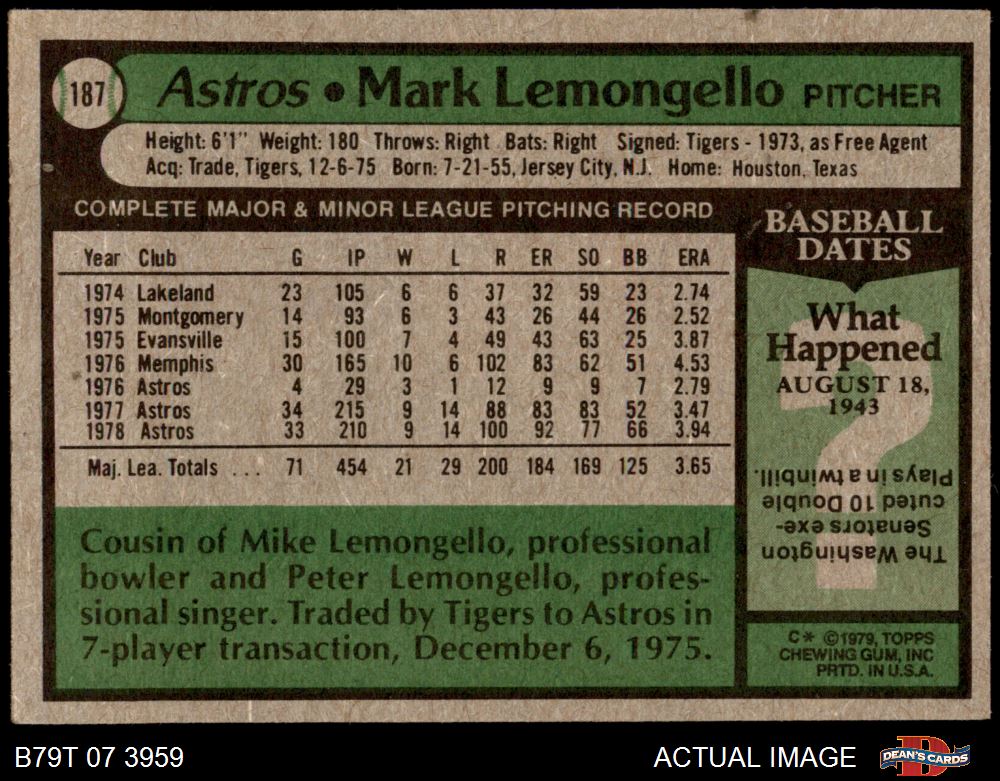 187 Astros • Mark Lemongello PITCHER
Height: 6'1" Weight: 180 Throws: Right Bats: Right Signed: Tigers - 1973, as Free Agent
Acq: Trade, Tigers, 12-6-75 Born: 7-21-55, Jersey City, N.J. Home: Houston, Texas
COMPLETE MAJOR & MINOR LEAGUE PITCHING RECORD
Year Club G IP W L R ER SO BB ERA
1974 Lakeland 23 105 6 6 37 32 59 23 2.74
1975 Montgomery 14 93 6 3 43 26 44 26 2.52
1975 Evansville 15 100 7 4 49 43 63 25 3.87
1976 Memphis 30 165 10 6 102 83 62 51 4.53
1976 Astros 4 29 3 1 12 9 9 7 2.79
1977 Astros 34 215 9 14 88 83 83 52 3.47
1978 Astros 33 210 9 14 100 92 77 66 3.94
Maj. Lea. Totals ... 71 454 21 29 200 184 169 125 3.65
Cousin of Mike Lemongello, professional
bowler and Peter Lemongello, profes-
sional singer. Traded by Tigers to Astros in
7-player transaction, December 6, 1975.
BASEBALL
DATES
What
Happened
AUGUST 18,
1943
?
The Washington
Senators exe-
cuted 10 Double
Plays in a twinbill.
C* ©1979, TOPPS
CHEWING GUM, INC
PRTD. IN U.S.A.
B79T 07 3959
ACTUAL IMAGE
D
DEAN'S CARDS